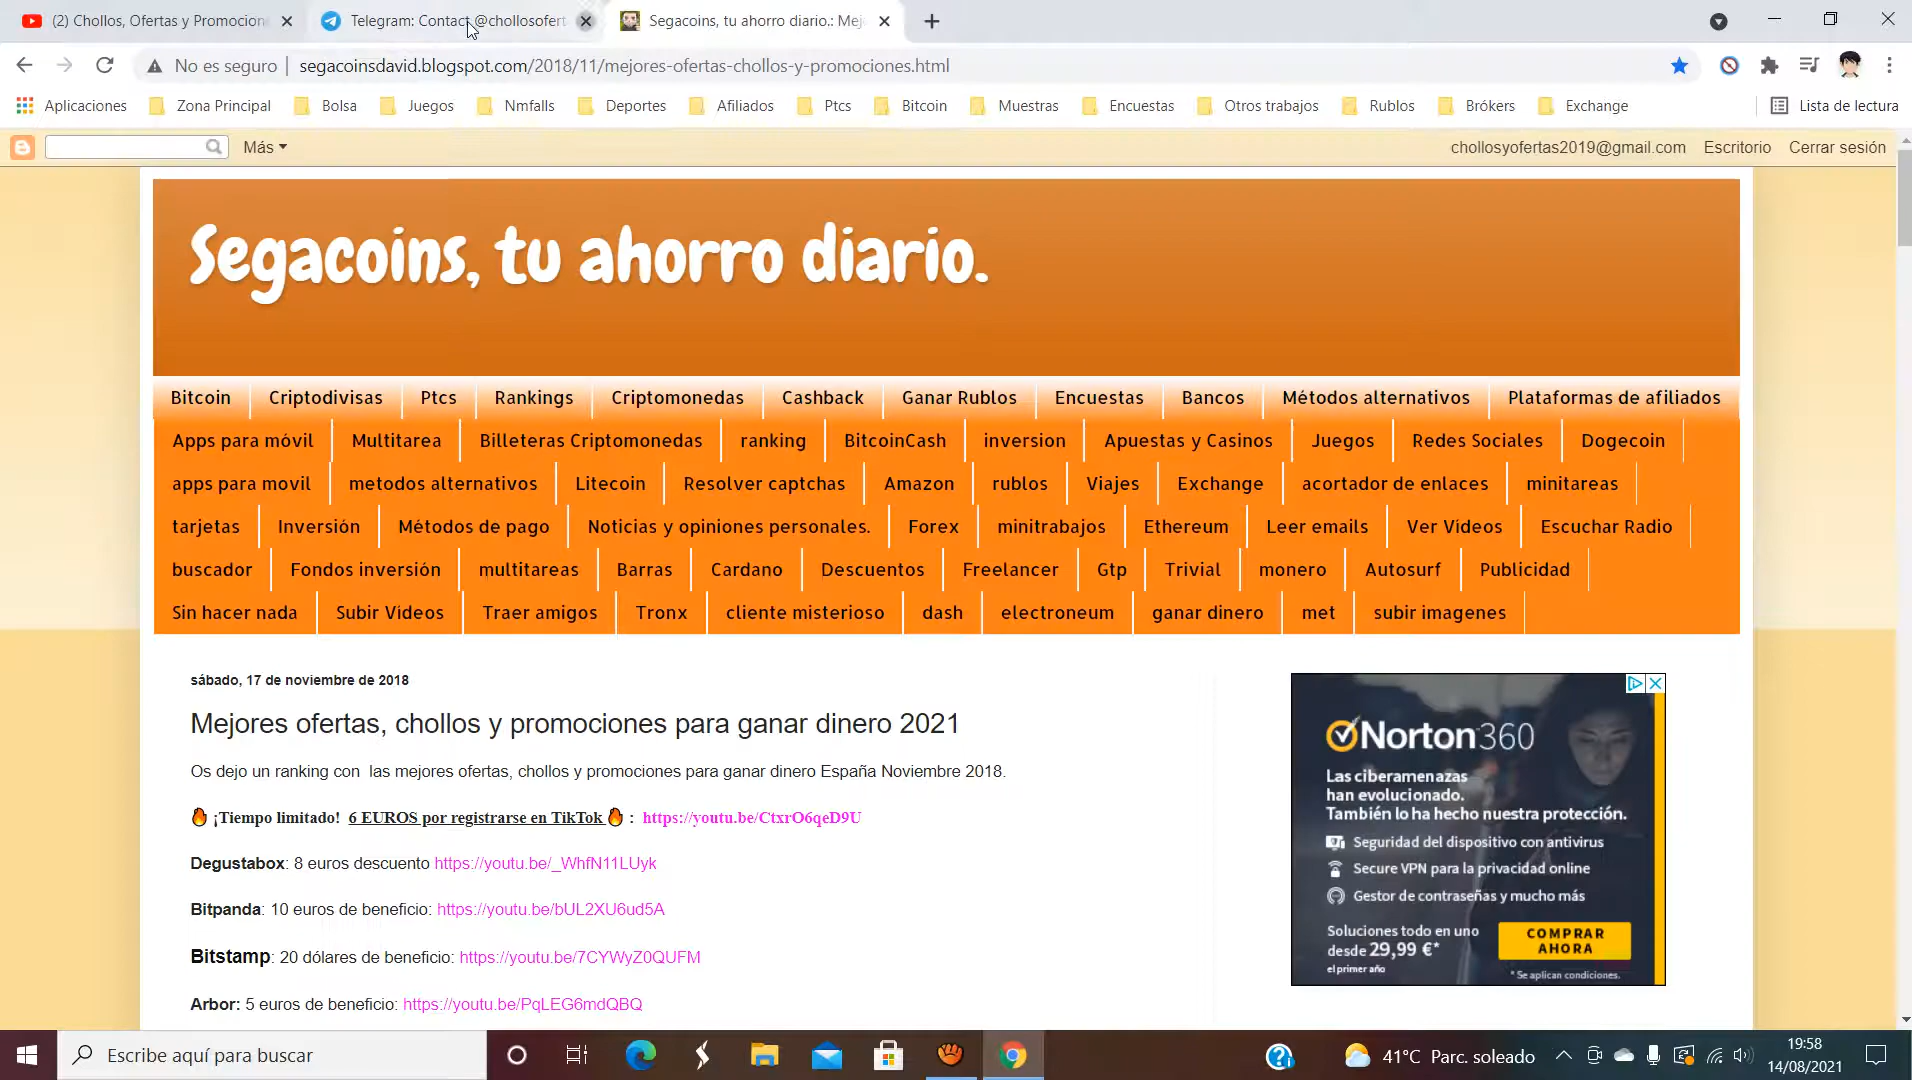 (2) Chollos, Ofertas y Promocion
Telegram: Contact @chollosofert
Segacoins, tu ahorro diario.: Mej
No es seguro
segacoinsdavid.blogspot.com/2018/11/mejores-ofertas-chollos-y-promociones.html
Aplicaciones Zona Principal Bolsa Juegos Nmfalls Deportes Afiliados Ptcs Bitcoin Muestras Encuestas Otros trabajos Rublos Brókers Exchange Lista de lectura
Más
chollosyofertas2019@gmail.com Escritorio Cerrar sesión
Segacoins, tu ahorro diario.
Bitcoin Criptodivisas Ptcs Rankings Criptomonedas Cashback Ganar Rublos Encuestas Bancos Métodos alternativos Plataformas de afiliados
Apps para móvil Multitarea Billeteras Criptomonedas ranking BitcoinCash inversion Apuestas y Casinos Juegos Redes Sociales Dogecoin
apps para movil metodos alternativos Litecoin Resolver captchas Amazon rublos Viajes Exchange acortador de enlaces minitareas
tarjetas Inversión Métodos de pago Noticias y opiniones personales. Forex minitrabajos Ethereum Leer emails Ver Videos Escuchar Radio
buscador Fondos inversión multitareas Barras Cardano Descuentos Freelancer Gtp Trivial monero Autosurf Publicidad
Sin hacer nada Subir Videos Traer amigos Tronx cliente misterioso dash electroneum ganar dinero met subir imagenes
sábado, 17 de noviembre de 2018
Mejores ofertas, chollos y promociones para ganar dinero 2021
Os dejo un ranking con las mejores ofertas, chollos y promociones para ganar dinero España Noviembre 2018.
🔥 ¡Tiempo limitado! 6 EUROS por registrarse en TikTok 🔥 : https://youtu.be/CtxrO6qeD9U
Degustabox: 8 euros descuento https://youtu.be/_WhfN11LUyk
Bitpanda: 10 euros de beneficio: https://youtu.be/bUL2XU6ud5A
Bitstamp: 20 dólares de beneficio: https://youtu.be/7CYWyZ0QUFM
Arbor: 5 euros de beneficio: https://youtu.be/PqLEG6mdQBQ
Norton 360
Las ciberamenazas
han evolucionado.
También lo ha hecho nuestra protección.
Seguridad del dispositivo con antivirus
Secure VPN para la privacidad online
Gestor de contraseñas y mucho más
Soluciones todo en uno
desde 29,99 €*
el primer año
COMPRAR
AHORA
* Se aplican condiciones.
Escribe aquí para buscar
41°C Parc. soleado
19:58
14/08/2021